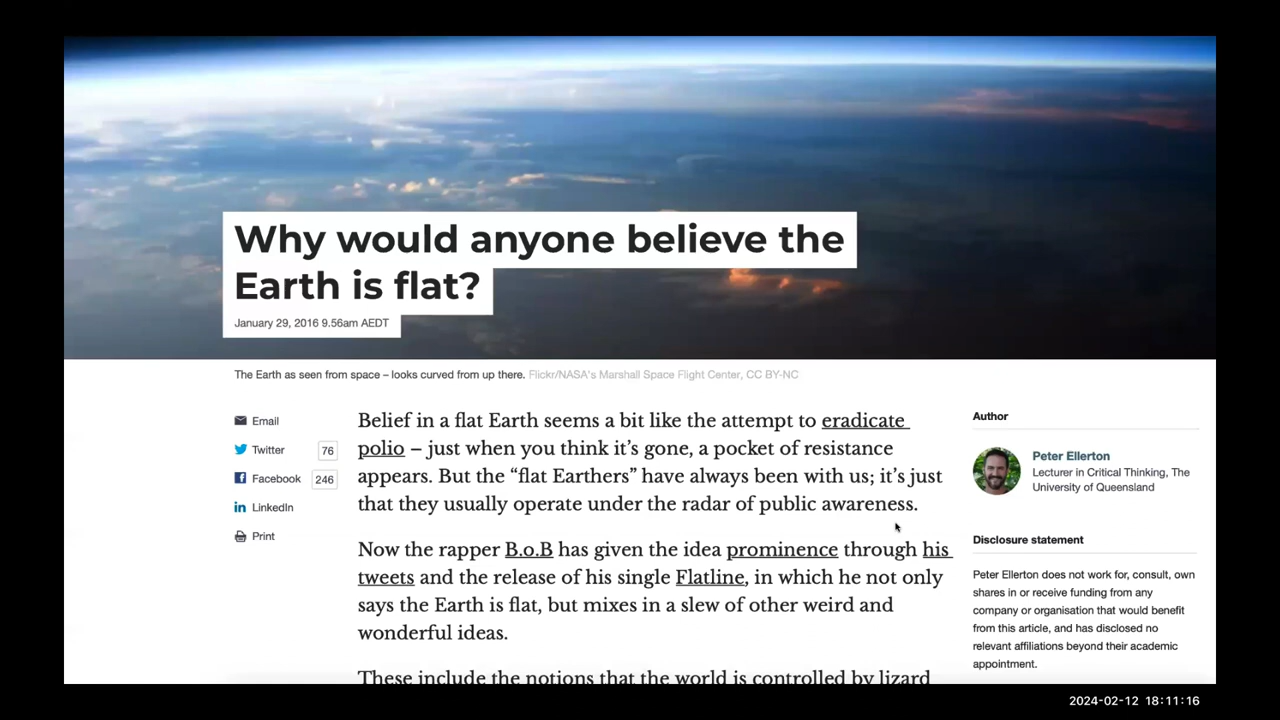 Why would anyone believe the
Earth is flat?
January 29, 2016 9.56am AEDT
The Earth as seen from space – looks curved from up there. Flickr/NASA's Marshall Space Flight Center, CC BY-NC
Email
Twitter 76
Facebook 246
LinkedIn
Print
Belief in a flat Earth seems a bit like the attempt to eradicate
polio – just when you think it's gone, a pocket of resistance
appears. But the “flat Earthers” have always been with us; it's just
that they usually operate under the radar of public awareness.
Now the rapper B.o.B has given the idea prominence through his
tweets and the release of his single Flatline, in which he not only
says the Earth is flat, but mixes in a slew of other weird and
wonderful ideas.
These include the notions that the world is controlled by lizard
Author
Peter Ellerton
Lecturer in Critical Thinking, The
University of Queensland
Disclosure statement
Peter Ellerton does not work for, consult, own
shares in or receive funding from any
company or organisation that would benefit
from this article, and has disclosed no
relevant affiliations beyond their academic
appointment.
2024-02-12 18:11:16